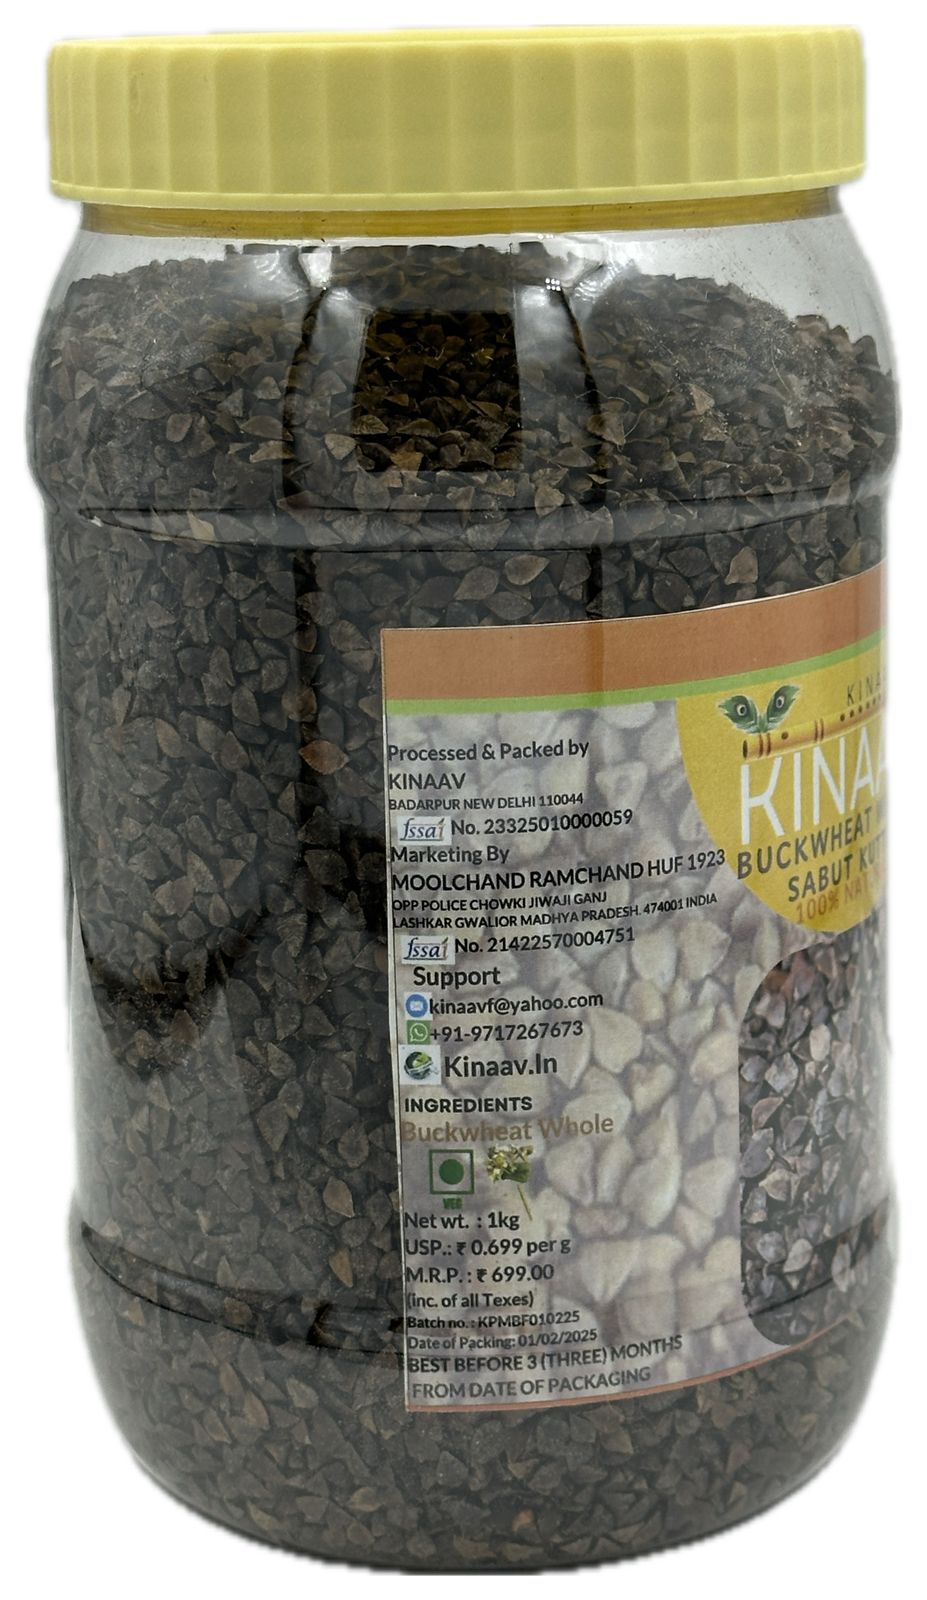 Processed & Packed by
KINAAV
BADARPUR NEW DELHI 110044
fssai No. 23325010000059
Marketing By
MOOLCHAND RAMCHAND HUF 1923
OPP POLICE CHOWKI JIWAJI GANJ
LASHKAR GWALIOR MADHYA PRADESH. 474001 INDIA
fssai No. 21422570004751
Support
kinaavf@yahoo.com
+91-9717267673
Kinaav.In
INGREDIENTS
Buckwheat Whole
VEG
Net wt. : 1kg
USP.: ₹ 0.699 per g
M.R.P. : ₹ 699.00
(inc. of all Texes)
Batch no. : KPMBF010225
Date of Packing: 01/02/2025
BEST BEFORE 3 (THREE) MONTHS
FROM DATE OF PACKAGING
KINA
KINAA
BUCKWHEAT
SABUT
100%